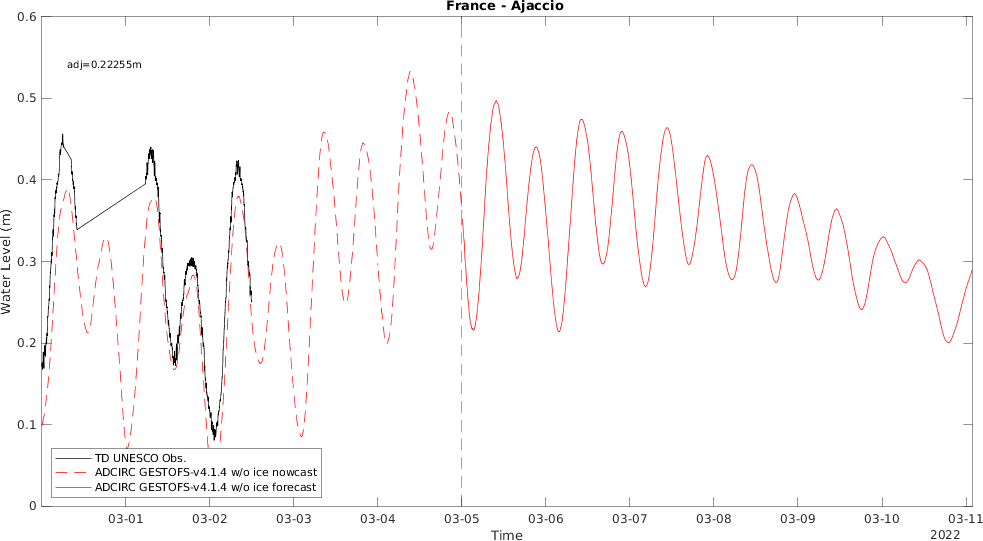 France - Ajaccio
adj=0.22255m
0.6
0.5
0.4
0.3
0.2
0.1
0
Water Level (m)
TD UNESCO Obs.
ADCIRC GESTOFS-v4.1.4 w/o ice nowcast
ADCIRC GESTOFS-v4.1.4 w/o ice forecast
03-01 03-02 03-03 03-04 03-05 03-06 03-07 03-08 03-09 03-10 03-11
2022
Time